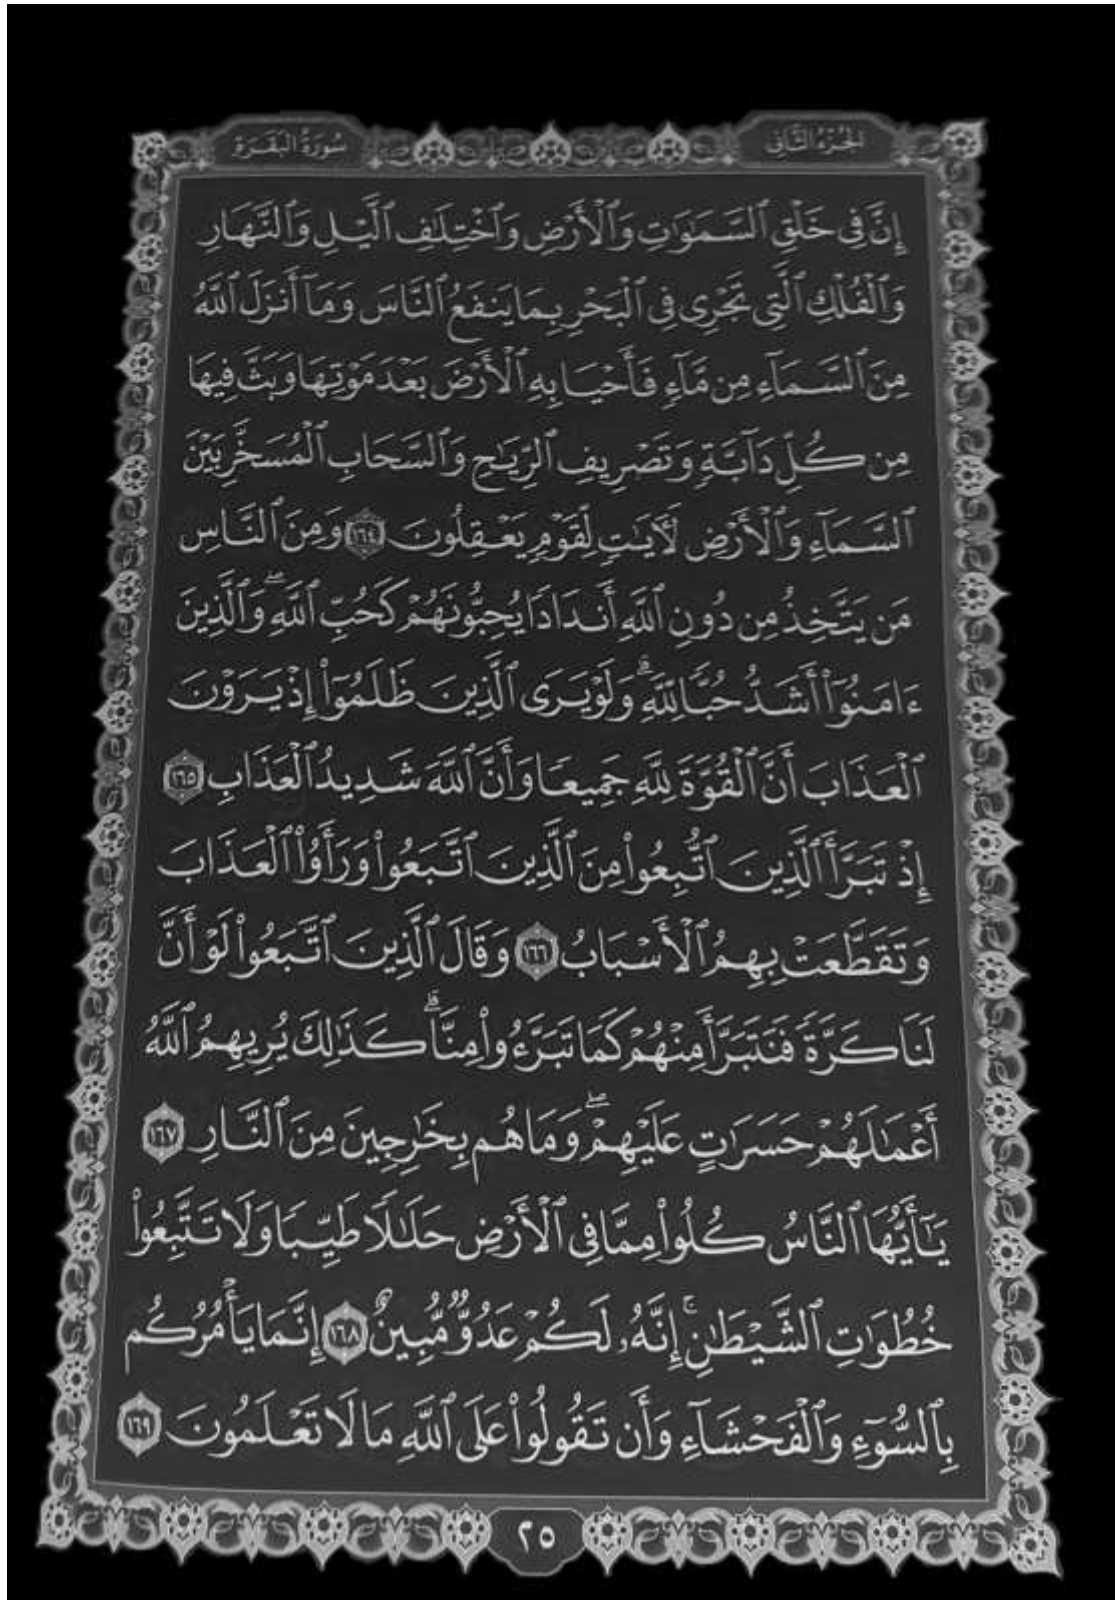 الجزء الثاني سورة البقرة
إِنَّ فِي خَلْقِ ٱلسَّمَٰوَٰتِ وَٱلْأَرْضِ وَٱخْتِلَٰفِ ٱلَّيْلِ وَٱلنَّهَارِ
وَٱلْفُلْكِ ٱلَّتِي تَجْرِي فِي ٱلْبَحْرِ بِمَا يَنفَعُ ٱلنَّاسَ وَمَآ أَنزَلَ ٱللَّهُ
مِنَ ٱلسَّمَآءِ مِن مَّآءٍ فَأَحْيَا بِهِ ٱلْأَرْضَ بَعْدَ مَوْتِهَا وَبَثَّ فِيهَا
مِن كُلِّ دَآبَّةٍ وَتَصْرِيفِ ٱلرِّيَٰحِ وَٱلسَّحَابِ ٱلْمُسَخَّرِ بَيْنَ
ٱلسَّمَآءِ وَٱلْأَرْضِ لَأٓيَٰتٍ لِّقَوْمٍ يَعْقِلُونَ ١٦٤ وَمِنَ ٱلنَّاسِ
مَن يَتَّخِذُ مِن دُونِ ٱللَّهِ أَندَادًا يُحِبُّونَهُمْ كَحُبِّ ٱللَّهِۖ وَٱلَّذِينَ
ءَامَنُوٓا۟ أَشَدُّ حُبًّا لِّلَّهِۗ وَلَوْ يَرَى ٱلَّذِينَ ظَلَمُوٓا۟ إِذْ يَرَوْنَ
ٱلْعَذَابَ أَنَّ ٱلْقُوَّةَ لِلَّهِ جَمِيعًا وَأَنَّ ٱللَّهَ شَدِيدُ ٱلْعَذَابِ ١٦٥
إِذْ تَبَرَّأَ ٱلَّذِينَ ٱتُّبِعُوا۟ مِنَ ٱلَّذِينَ ٱتَّبَعُوا۟ وَرَأَوُا۟ ٱلْعَذَابَ
وَتَقَطَّعَتْ بِهِمُ ٱلْأَسْبَابُ ١٦٦ وَقَالَ ٱلَّذِينَ ٱتَّبَعُوا۟ لَوْ أَنَّ
لَنَا كَرَّةً فَنَتَبَرَّأَ مِنْهُمْ كَمَا تَبَرَّءُوا۟ مِنَّاۗ كَذَٰلِكَ يُرِيهِمُ ٱللَّهُ
أَعْمَٰلَهُمْ حَسَرَٰتٍ عَلَيْهِمْۖ وَمَا هُم بِخَٰرِجِينَ مِنَ ٱلنَّارِ ١٦٧
يَٰٓأَيُّهَا ٱلنَّاسُ كُلُوا۟ مِمَّا فِي ٱلْأَرْضِ حَلَٰلًا طَيِّبًا وَلَا تَتَّبِعُوا۟
خُطُوَٰتِ ٱلشَّيْطَٰنِۚ إِنَّهُۥ لَكُمْ عَدُوٌّ مُّبِينٌ ١٦٨ إِنَّمَا يَأْمُرُكُم
بِٱلسُّوٓءِ وَٱلْفَحْشَآءِ وَأَن تَقُولُوا۟ عَلَى ٱللَّهِ مَا لَا تَعْلَمُونَ ١٦٩
٢٥